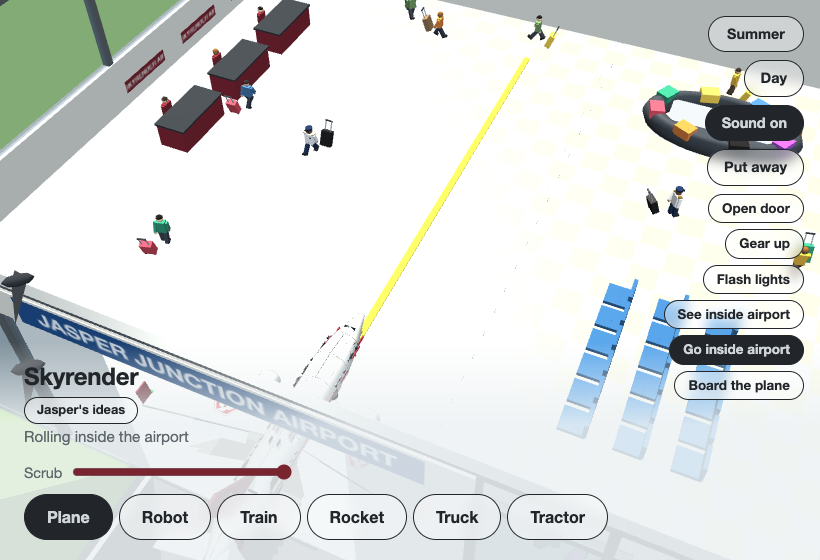 Summer
Day
Sound on
Put away
Open door
Gear up
Flash lights
See inside airport
Go inside airport
Board the plane
JASPER JUNCTION AIRPORT
Skyrender
Jasper's ideas
Rolling inside the airport
Scrub
Plane
Robot
Train
Rocket
Truck
Tractor